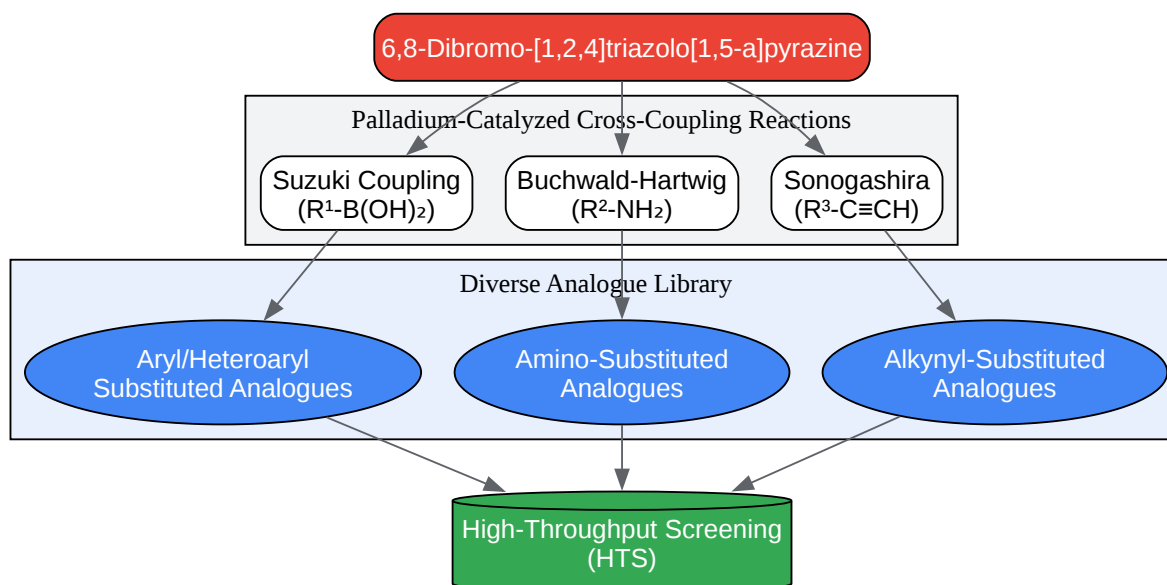 6,8-Dibromo-[1,2,4]triazolo[1,5-a]pyrazine
Palladium-Catalyzed Cross-Coupling Reactions
Suzuki Coupling
(R¹-B(OH)₂)
Buchwald-Hartwig
(R²-NH₂)
Sonogashira
(R³-C≡CH)
Diverse Analogue Library
Aryl/Heteroaryl
Substituted Analogues
Amino-Substituted
Analogues
Alkynyl-Substituted
Analogues
High-Throughput Screening
(HTS)